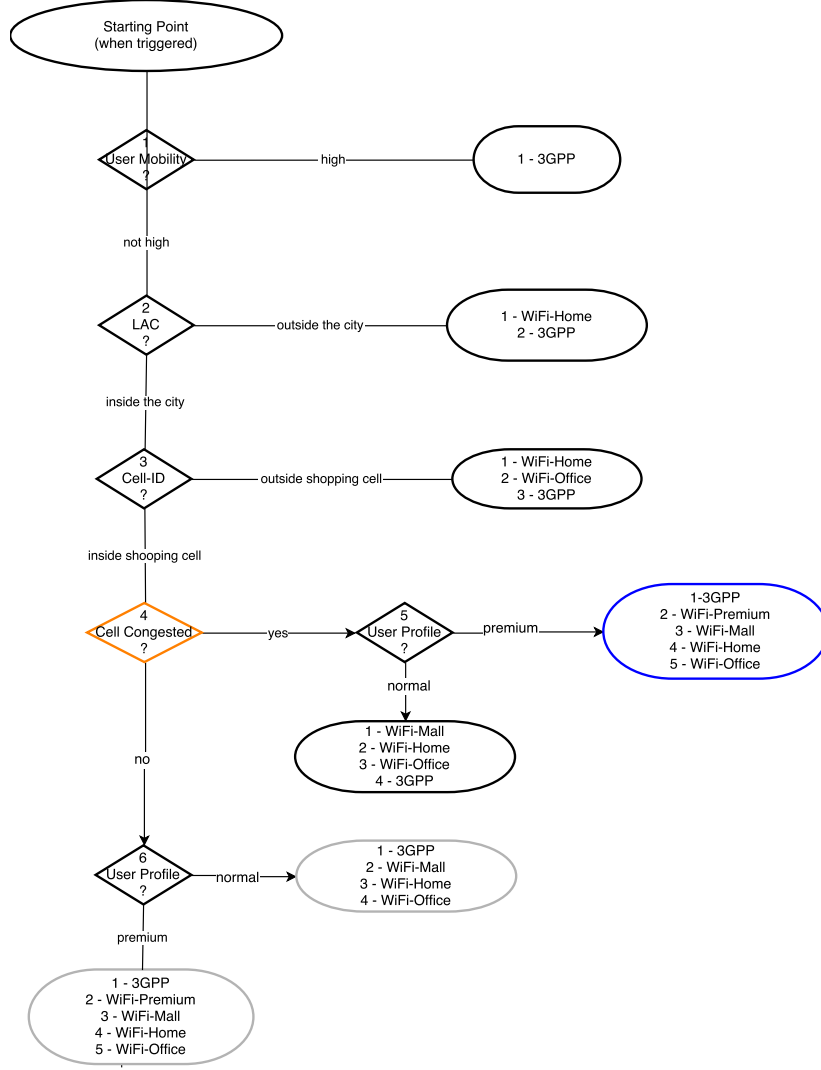 Starting Point
(when triggered)
1
User Mobility
?
high
1 - 3GPP
not high
2
LAC
?
outside the city
1 - WiFi-Home
2 - 3GPP
inside the city
3
Cell-ID
?
outside shopping cell
1 - WiFi-Home
2 - WiFi-Office
3 - 3GPP
inside shooping cell
4
Cell Congested
?
yes
5
User Profile
?
premium
1-3GPP
2 - WiFi-Premium
3 - WiFi-Mall
4 - WiFi-Home
5 - WiFi-Office
normal
1 - WiFi-Mall
2 - WiFi-Home
3 - WiFi-Office
4 - 3GPP
no
6
User Profile
?
normal
1 - 3GPP
2 - WiFi-Mall
3 - WiFi-Home
4 - WiFi-Office
premium
1 - 3GPP
2 - WiFi-Premium
3 - WiFi-Mall
4 - WiFi-Home
5 - WiFi-Office